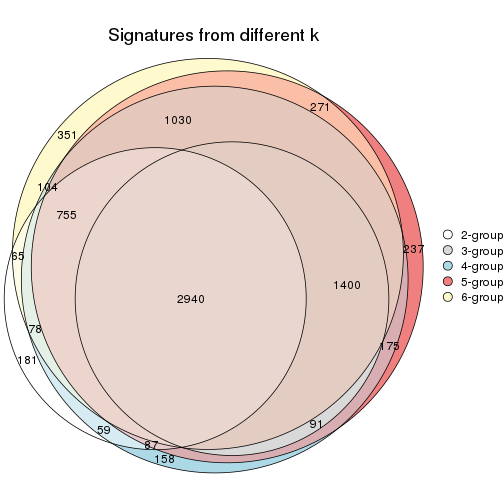 Signatures from different k
271
1030
351
104
755
65
237
2-group
3-group
4-group
5-group
6-group
1400
2940
78
175
181
91
59
87
158